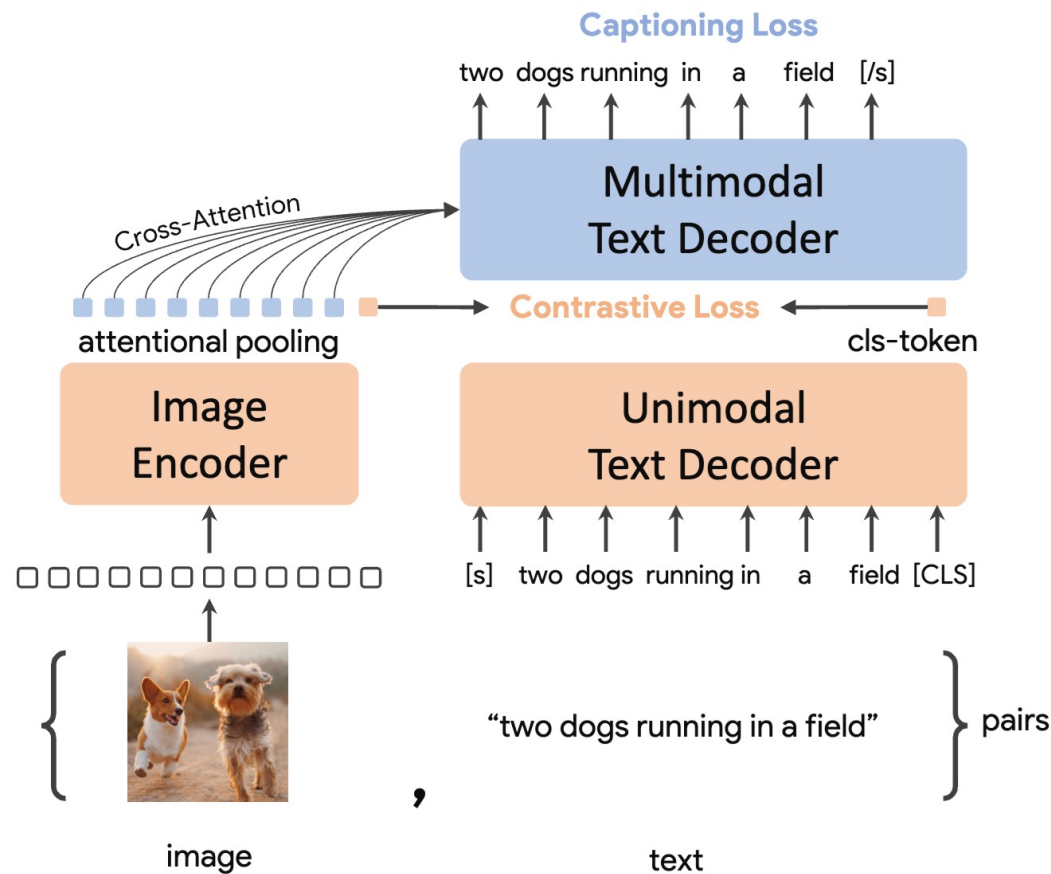 Captioning Loss
two dogs running in a field [/s]
Multimodal
Text Decoder
Cross-Attention
Contrastive Loss
attentional pooling
cls-token
Image
Encoder
Unimodal
Text Decoder
[s] two dogs running in a field [CLS]
“two dogs running in a field”
pairs
,
image
text